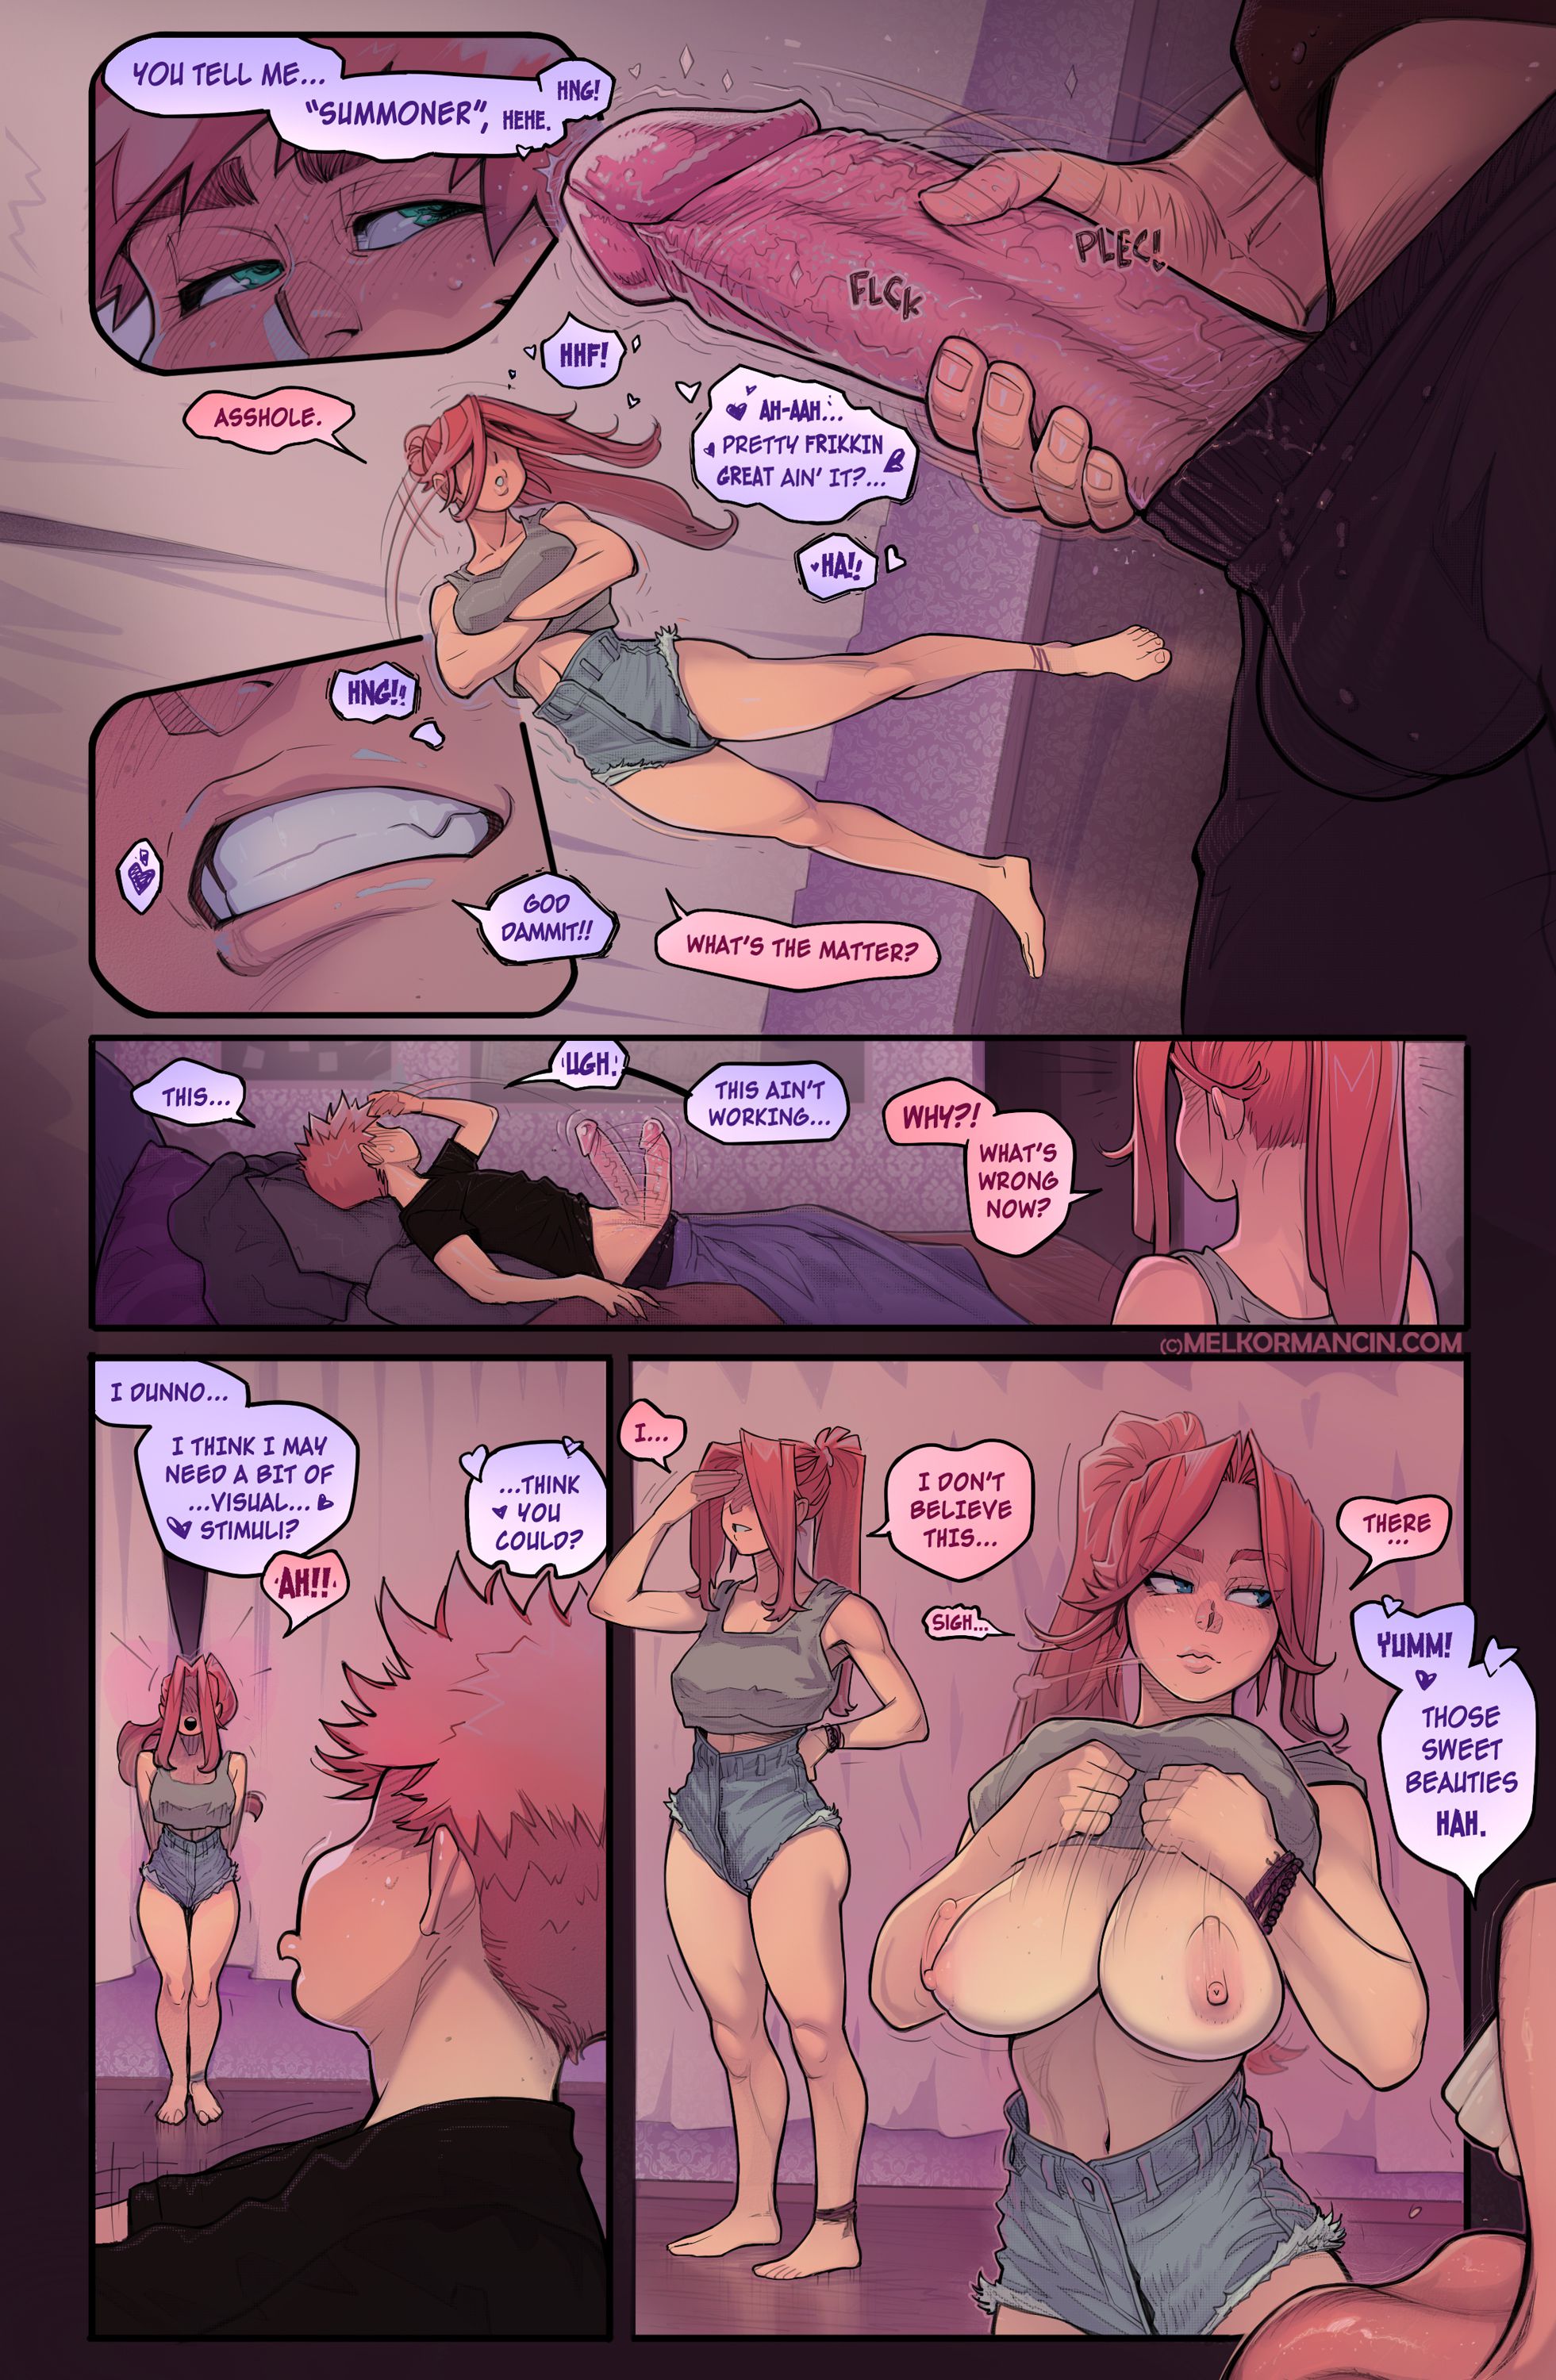 YOU TELL ME...
"SUMMONER", HEHE.
HNG!
PLEC!
FLCK
HHF!
ASSHOLE.
AH-AAH...
PRETTY FRIKKIN
GREAT AIN' IT?...
HA!!
HNG!!
GOD
DAMMIT!!
WHAT'S THE MATTER?
THIS...
UGH.
THIS AIN'T
WORKING...
WHY?!
WHAT'S
WRONG
NOW?
(C)MELKORMANCIN.COM
I DUNNO...
I THINK I MAY
NEED A BIT OF
...VISUAL...
STIMULI?
AH!!
...THINK
YOU
COULD?
I...
I DON'T
BELIEVE
THIS...
SIGH...
THERE
...
YUMM!
THOSE
SWEET
BEAUTIES
HAH.